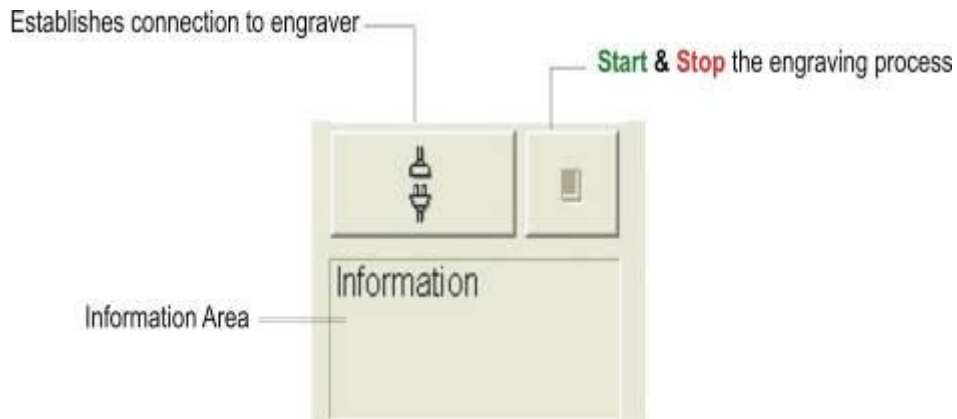 Establishes connection to engraver
Start & Stop the engraving process
Information
Information Area